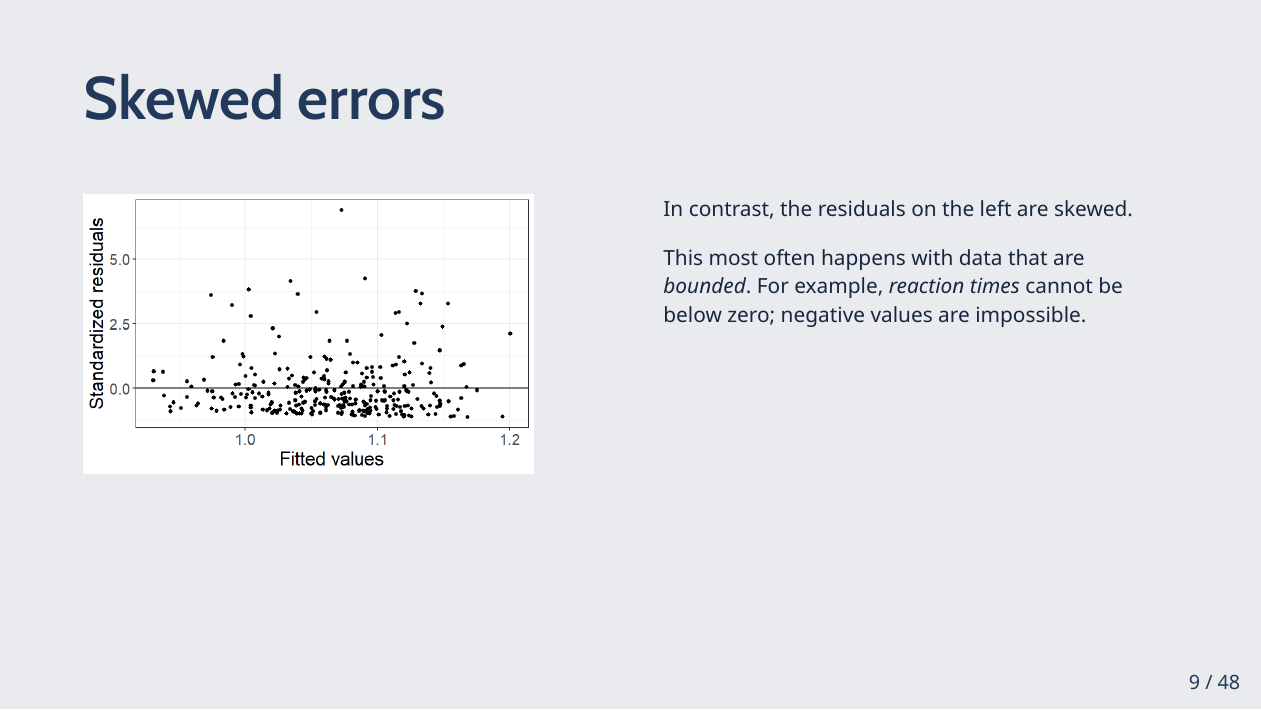 Skewed errors
Standardized residuals
5.0
2.5
0.0
1.0
1.1
1.2
Fitted values
In contrast, the residuals on the left are skewed.
This most often happens with data that are
bounded. For example, reaction times cannot be
below zero; negative values are impossible.
9 / 48